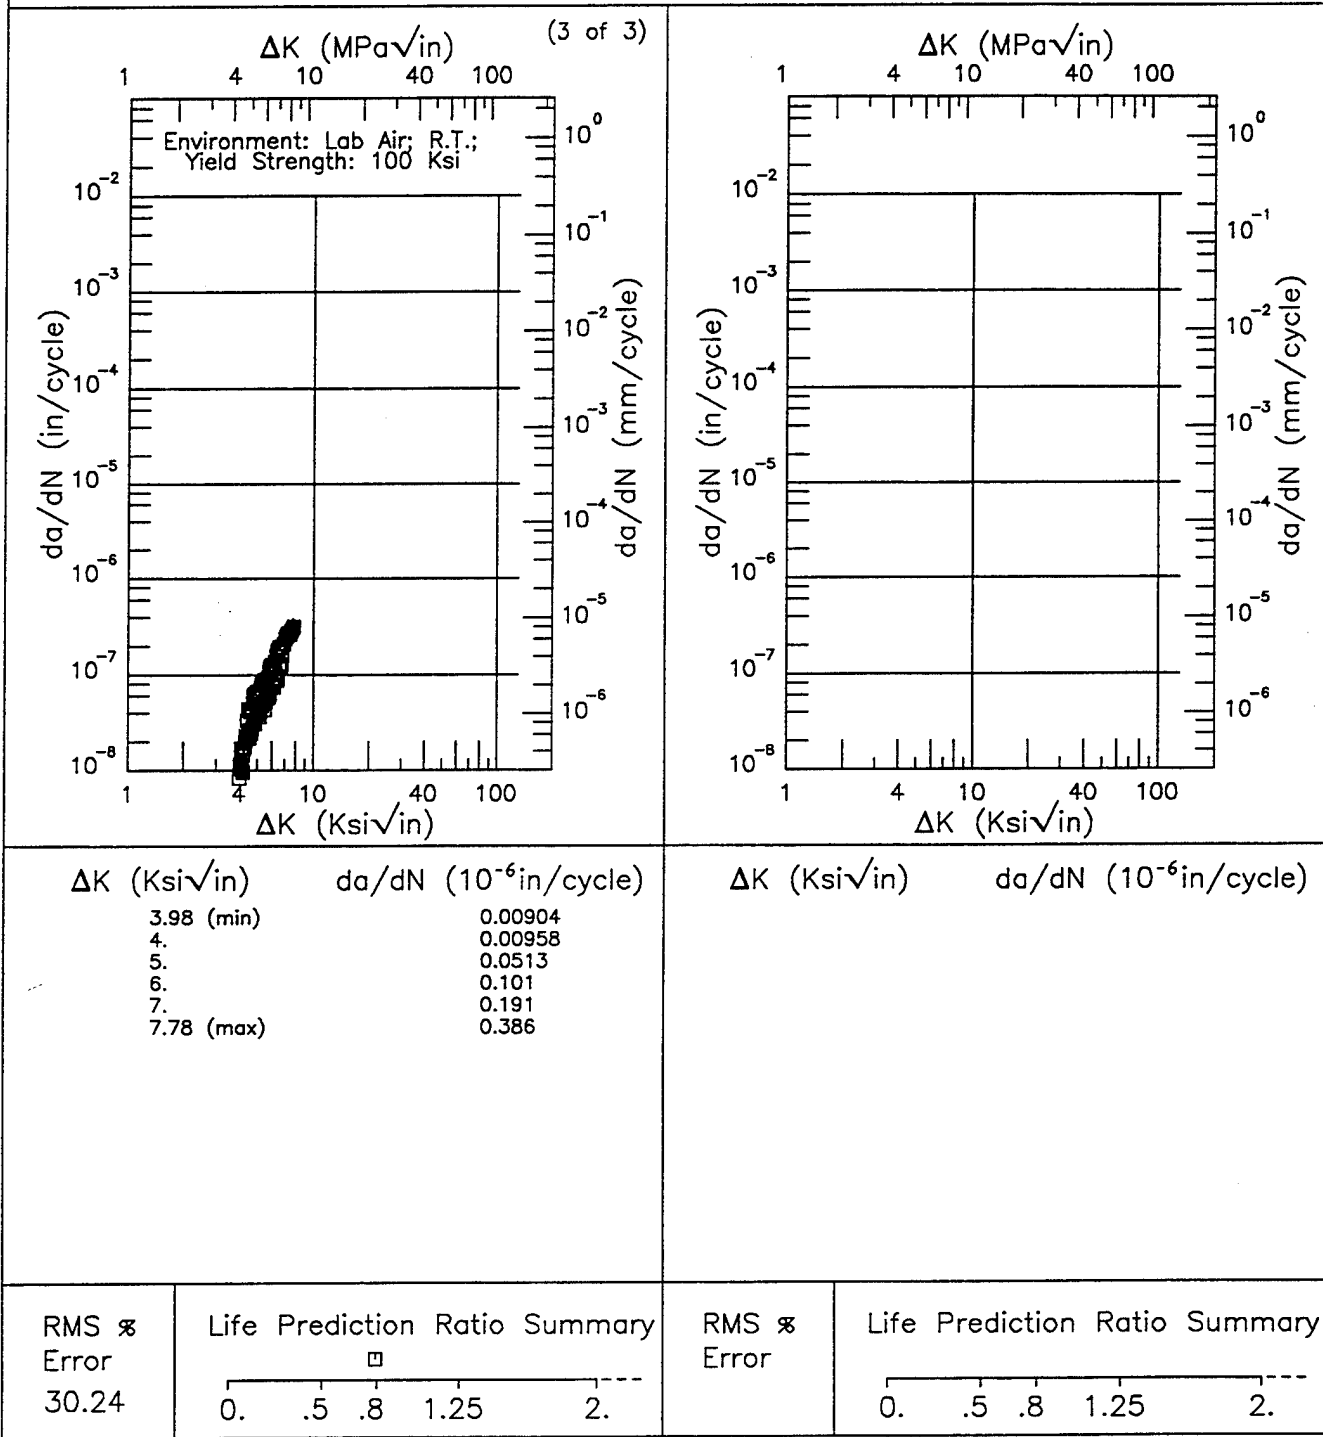 (3 of 3)
ΔK (MPa√in)
1 4 10 40 100
Environment: Lab Air; R.T.;
Yield Strength: 100 Ksi
da/dN (in/cycle)
10⁻²
10⁻³
10⁻⁴
10⁻⁵
10⁻⁶
10⁻⁷
10⁻⁸
10⁰
10⁻¹
10⁻²
10⁻³
10⁻⁴
10⁻⁵
10⁻⁶
da/dN (mm/cycle)
1 4 10 40 100
ΔK (Ksi√in)
ΔK (MPa√in)
1 4 10 40 100
da/dN (in/cycle)
10⁻²
10⁻³
10⁻⁴
10⁻⁵
10⁻⁶
10⁻⁷
10⁻⁸
10⁰
10⁻¹
10⁻²
10⁻³
10⁻⁴
10⁻⁵
10⁻⁶
da/dN (mm/cycle)
1 4 10 40 100
ΔK (Ksi√in)
ΔK (Ksi√in) da/dN (10⁻⁶in/cycle)
3.98 (min) 0.00904
4. 0.00958
5. 0.0513
6. 0.101
7. 0.191
7.78 (max) 0.386
ΔK (Ksi√in) da/dN (10⁻⁶in/cycle)
RMS %
Error
30.24
Life Prediction Ratio Summary
0. .5 .8 1.25 2.
RMS %
Error
Life Prediction Ratio Summary
0. .5 .8 1.25 2.